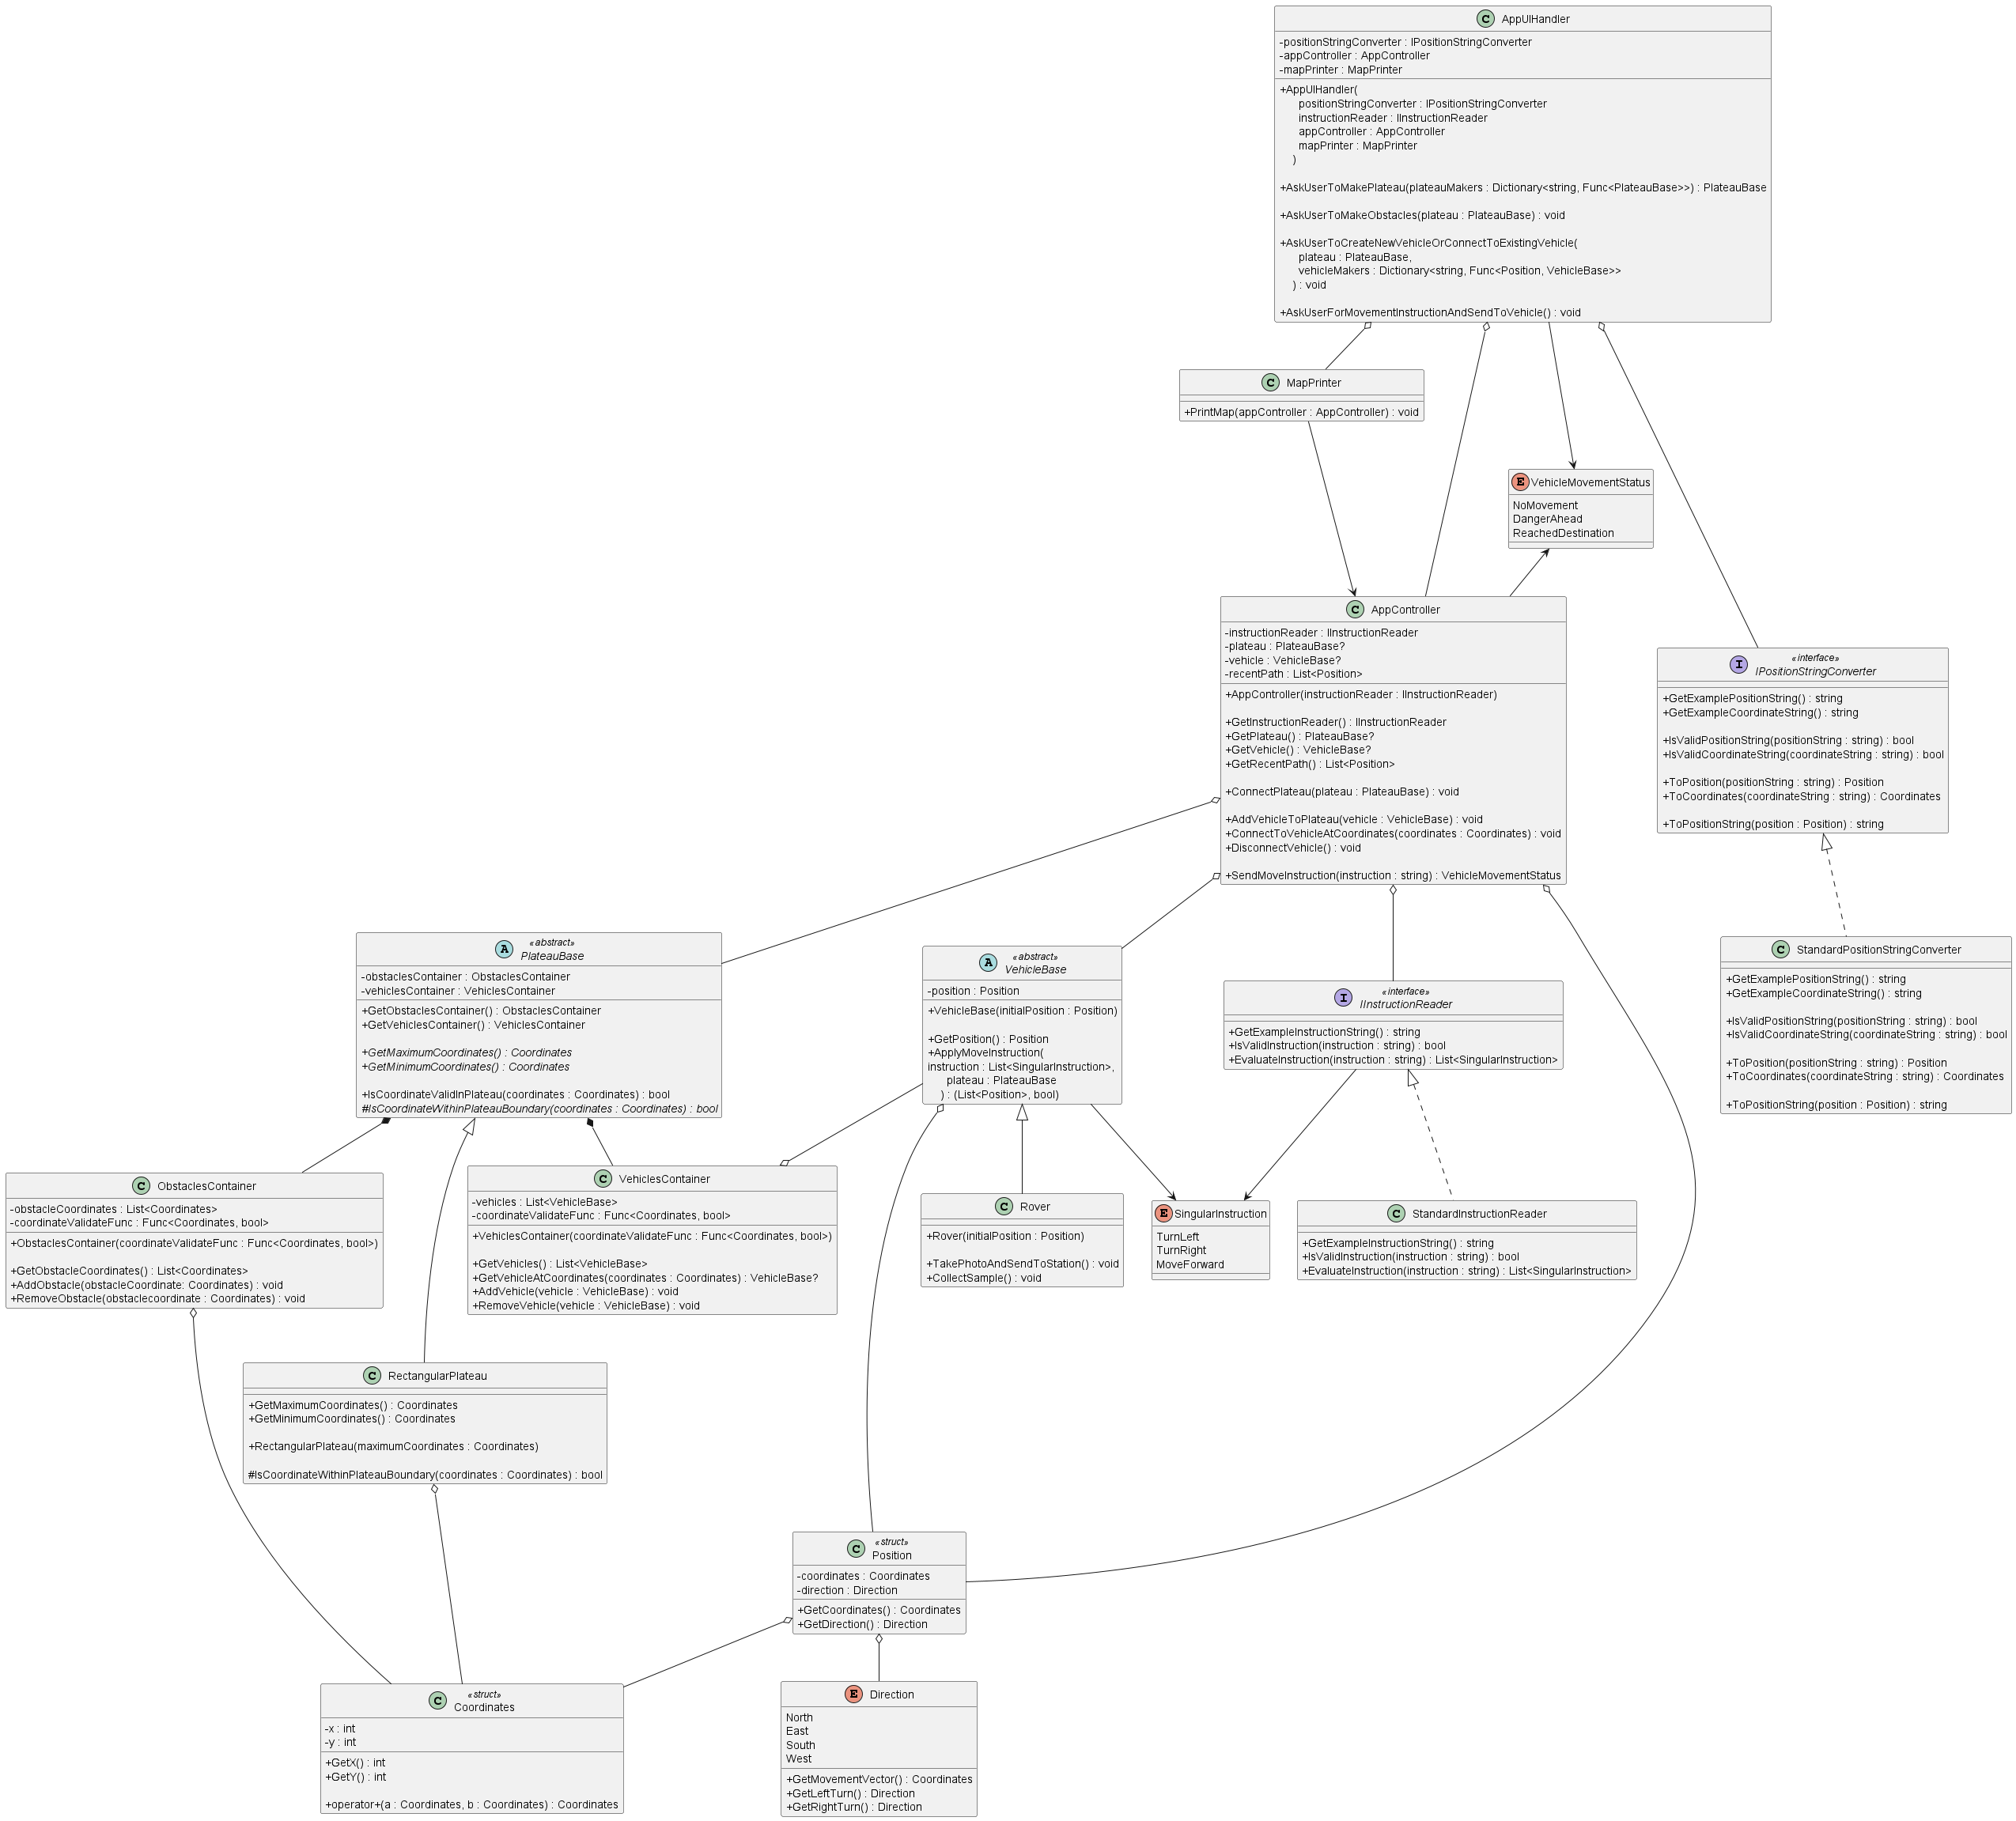 C AppUIHandler
-positionStringConverter : IPositionStringConverter
-appController : AppController
-mapPrinter : MapPrinter
+AppUIHandler(
positionStringConverter : IPositionStringConverter
instructionReader : IInstructionReader
appController : AppController
mapPrinter : MapPrinter
)
+AskUserToMakePlateau(plateauMakers : Dictionary<string, Func<PlateauBase>>) : PlateauBase
+AskUserToMakeObstacles(plateau : PlateauBase) : void
+AskUserToCreateNewVehicleOrConnectToExistingVehicle(
plateau : PlateauBase,
vehicleMakers : Dictionary<string, Func<Position, VehicleBase>>
) : void
+AskUserForMovementInstructionAndSendToVehicle() : void
C MapPrinter
+PrintMap(appController : AppController) : void
E VehicleMovementStatus
NoMovement
DangerAhead
ReachedDestination
C AppController
-instructionReader : IInstructionReader
-plateau : PlateauBase?
-vehicle : VehicleBase?
-recentPath : List<Position>
+AppController(instructionReader : IInstructionReader)
+GetInstructionReader() : IInstructionReader
+GetPlateau() : PlateauBase?
+GetVehicle() : VehicleBase?
+GetRecentPath() : List<Position>
+ConnectPlateau(plateau : PlateauBase) : void
+AddVehicleToPlateau(vehicle : VehicleBase) : void
+ConnectToVehicleAtCoordinates(coordinates : Coordinates) : void
+DisconnectVehicle() : void
+SendMoveInstruction(instruction : string) : VehicleMovementStatus
«interface»
I IPositionStringConverter
+GetExamplePositionString() : string
+GetExampleCoordinateString() : string
+IsValidPositionString(positionString : string) : bool
+IsValidCoordinateString(coordinateString : string) : bool
+ToPosition(positionString : string) : Position
+ToCoordinates(coordinateString : string) : Coordinates
+ToPositionString(position : Position) : string
«abstract»
A PlateauBase
-obstaclesContainer : ObstaclesContainer
-vehiclesContainer : VehiclesContainer
+GetObstaclesContainer() : ObstaclesContainer
+GetVehiclesContainer() : VehiclesContainer
+GetMaximumCoordinates() : Coordinates
+GetMinimumCoordinates() : Coordinates
+IsCoordinateValidInPlateau(coordinates : Coordinates) : bool
#IsCoordinateWithinPlateauBoundary(coordinates : Coordinates) : bool
«abstract»
A VehicleBase
-position : Position
+VehicleBase(initialPosition : Position)
+GetPosition() : Position
+ApplyMoveInstruction(
instruction : List<SingularInstruction>,
plateau : PlateauBase
) : (List<Position>, bool)
«interface»
I IInstructionReader
+GetExampleInstructionString() : string
+IsValidInstruction(instruction : string) : bool
+EvaluateInstruction(instruction : string) : List<SingularInstruction>
C StandardPositionStringConverter
+GetExamplePositionString() : string
+GetExampleCoordinateString() : string
+IsValidPositionString(positionString : string) : bool
+IsValidCoordinateString(coordinateString : string) : bool
+ToPosition(positionString : string) : Position
+ToCoordinates(coordinateString : string) : Coordinates
+ToPositionString(position : Position) : string
C ObstaclesContainer
-obstacleCoordinates : List<Coordinates>
-coordinateValidateFunc : Func<Coordinates, bool>
+ObstaclesContainer(coordinateValidateFunc : Func<Coordinates, bool>)
+GetObstacleCoordinates() : List<Coordinates>
+AddObstacle(obstacleCoordinate: Coordinates) : void
+RemoveObstacle(obstaclecoordinate : Coordinates) : void
C VehiclesContainer
-vehicles : List<VehicleBase>
-coordinateValidateFunc : Func<Coordinates, bool>
+VehiclesContainer(coordinateValidateFunc : Func<Coordinates, bool>)
+GetVehicles() : List<VehicleBase>
+GetVehicleAtCoordinates(coordinates : Coordinates) : VehicleBase?
+AddVehicle(vehicle : VehicleBase) : void
+RemoveVehicle(vehicle : VehicleBase) : void
C Rover
+Rover(initialPosition : Position)
+TakePhotoAndSendToStation() : void
+CollectSample() : void
E SingularInstruction
TurnLeft
TurnRight
MoveForward
C StandardInstructionReader
+GetExampleInstructionString() : string
+IsValidInstruction(instruction : string) : bool
+EvaluateInstruction(instruction : string) : List<SingularInstruction>
C RectangularPlateau
+GetMaximumCoordinates() : Coordinates
+GetMinimumCoordinates() : Coordinates
+RectangularPlateau(maximumCoordinates : Coordinates)
#IsCoordinateWithinPlateauBoundary(coordinates : Coordinates) : bool
«struct»
C Position
-coordinates : Coordinates
-direction : Direction
+GetCoordinates() : Coordinates
+GetDirection() : Direction
«struct»
C Coordinates
-x : int
-y : int
+GetX() : int
+GetY() : int
+operator+(a : Coordinates, b : Coordinates) : Coordinates
E Direction
North
East
South
West
+GetMovementVector() : Coordinates
+GetLeftTurn() : Direction
+GetRightTurn() : Direction